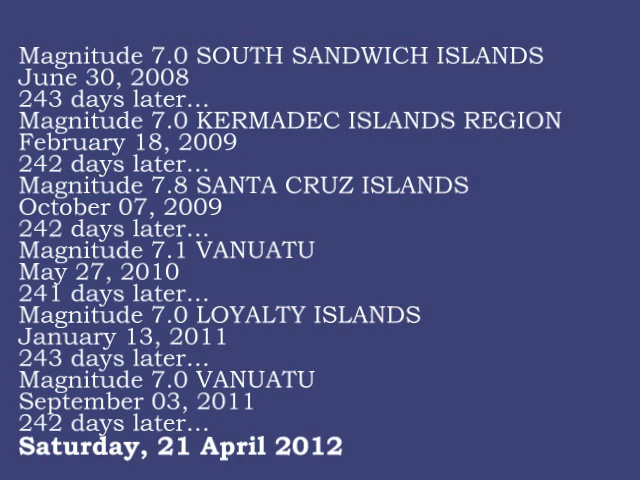 Magnitude 7.0 SOUTH SANDWICH ISLANDS
June 30, 2008
243 days later...
Magnitude 7.0 KERMADEC ISLANDS REGION
February 18, 2009
242 days later...
Magnitude 7.8 SANTA CRUZ ISLANDS
October 07, 2009
242 days later...
Magnitude 7.1 VANUATU
May 27, 2010
241 days later...
Magnitude 7.0 LOYALTY ISLANDS
January 13, 2011
243 days later...
Magnitude 7.0 VANUATU
September 03, 2011
242 days later...
Saturday, 21 April 2012